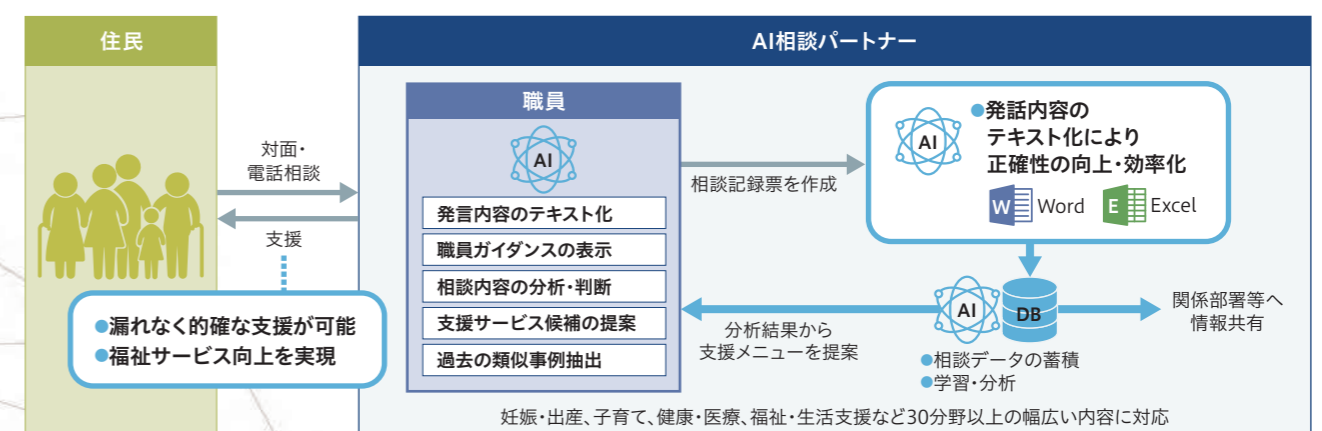 住民
対面・
電話相談
支援
●漏れなく的確な支援が可能
●福祉サービス向上を実現
AI相談パートナー
職員
AI
発言内容のテキスト化
職員ガイダンスの表示
相談内容の分析・判断
支援サービス候補の提案
過去の類似事例抽出
相談記録票を作成
AI
●発話内容の
テキスト化により
正確性の向上・効率化
W Word E Excel
分析結果から
支援メニューを提案
AI DB
●相談データの蓄積
●学習・分析
関係部署等へ
情報共有
妊娠・出産、子育て、健康・医療、福祉・生活支援など30分野以上の幅広い内容に対応